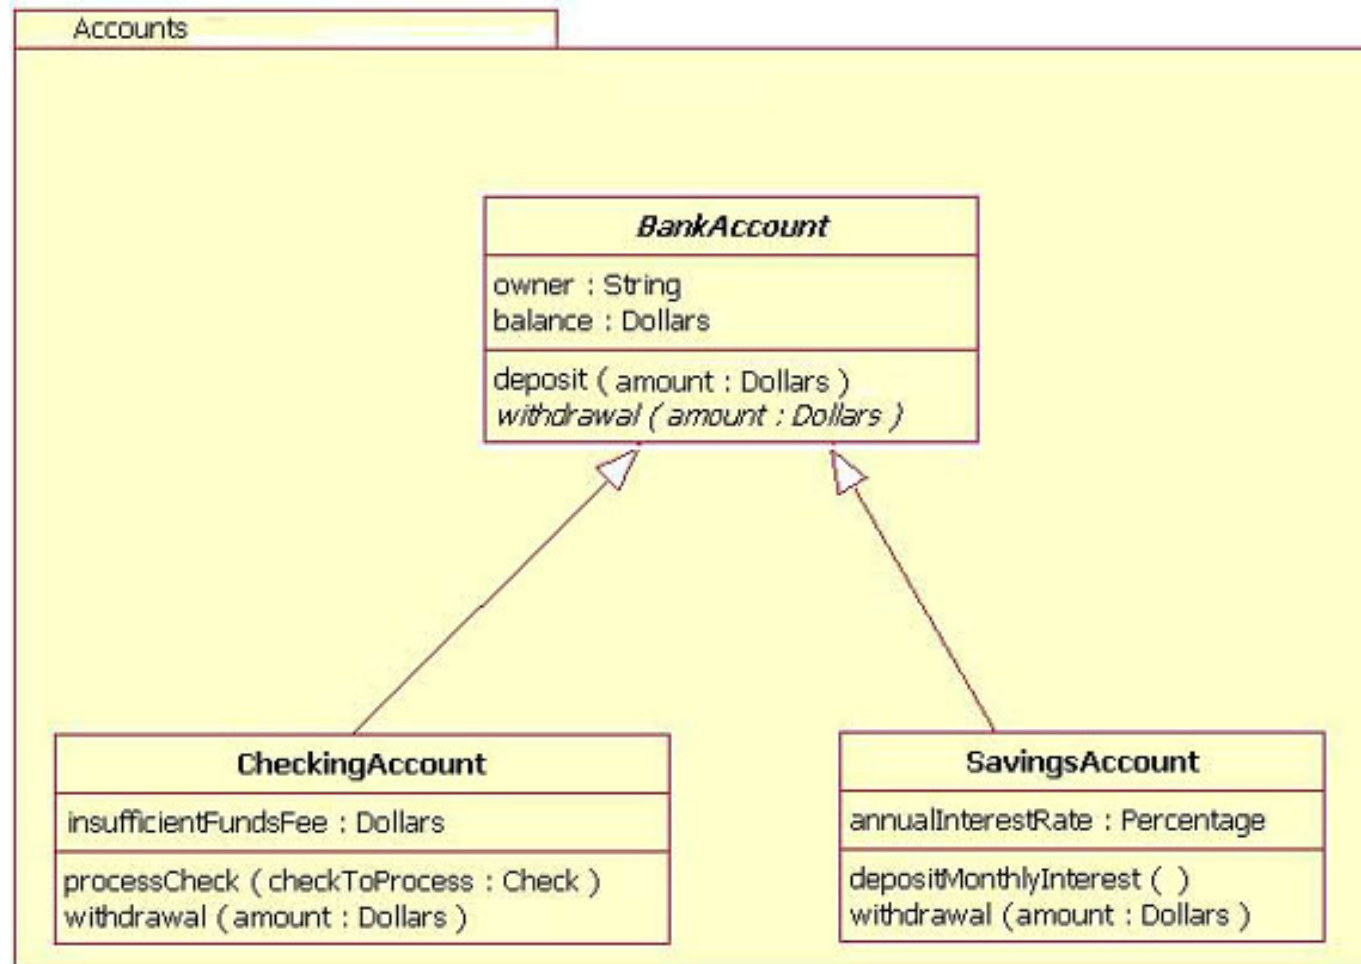 Accounts
BankAccount
owner : String
balance : Dollars
deposit ( amount : Dollars )
withdrawal ( amount : Dollars )
CheckingAccount
insufficientFundsFee : Dollars
processCheck ( checkToProcess : Check )
withdrawal ( amount : Dollars )
SavingsAccount
annualInterestRate : Percentage
depositMonthlyInterest ( )
withdrawal ( amount : Dollars )